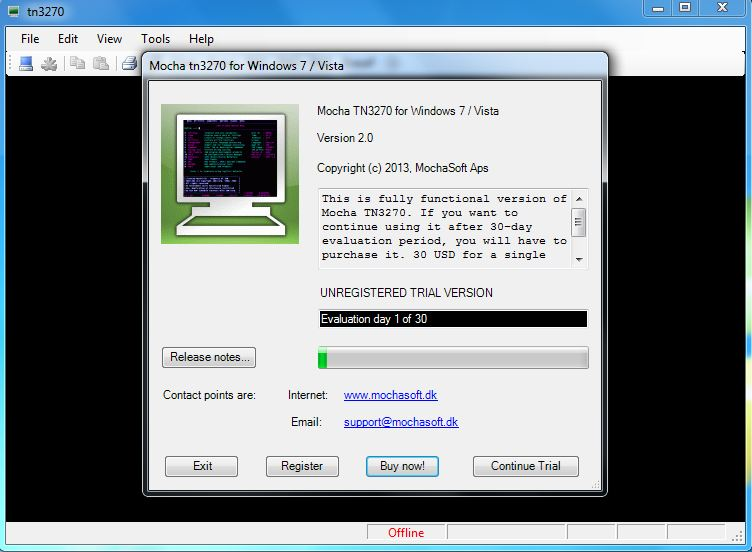 tn3270
File Edit View Tools Help
Mocha tn3270 for Windows 7 / Vista
Mocha TN3270 for Windows 7 / Vista
Version 2.0
Copyright (c) 2013, MochaSoft Aps
This is fully functional version of
Mocha TN3270. If you want to
continue using it after 30-day
evaluation period, you will have to
purchase it. 30 USD for a single
UNREGISTERED TRIAL VERSION
Evaluation day 1 of 30
Release notes...
Contact points are: Internet: www.mochasoft.dk
Email: support@mochasoft.dk
Exit Register Buy now! Continue Trial
Offline